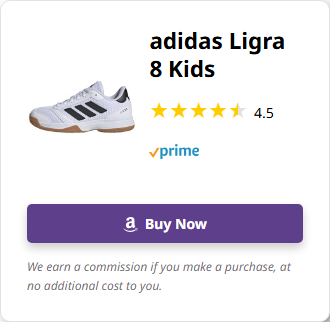 adidas Ligra
8 Kids
4.5
prime
Buy Now
We earn a commission if you make a purchase, at
no additional cost to you.